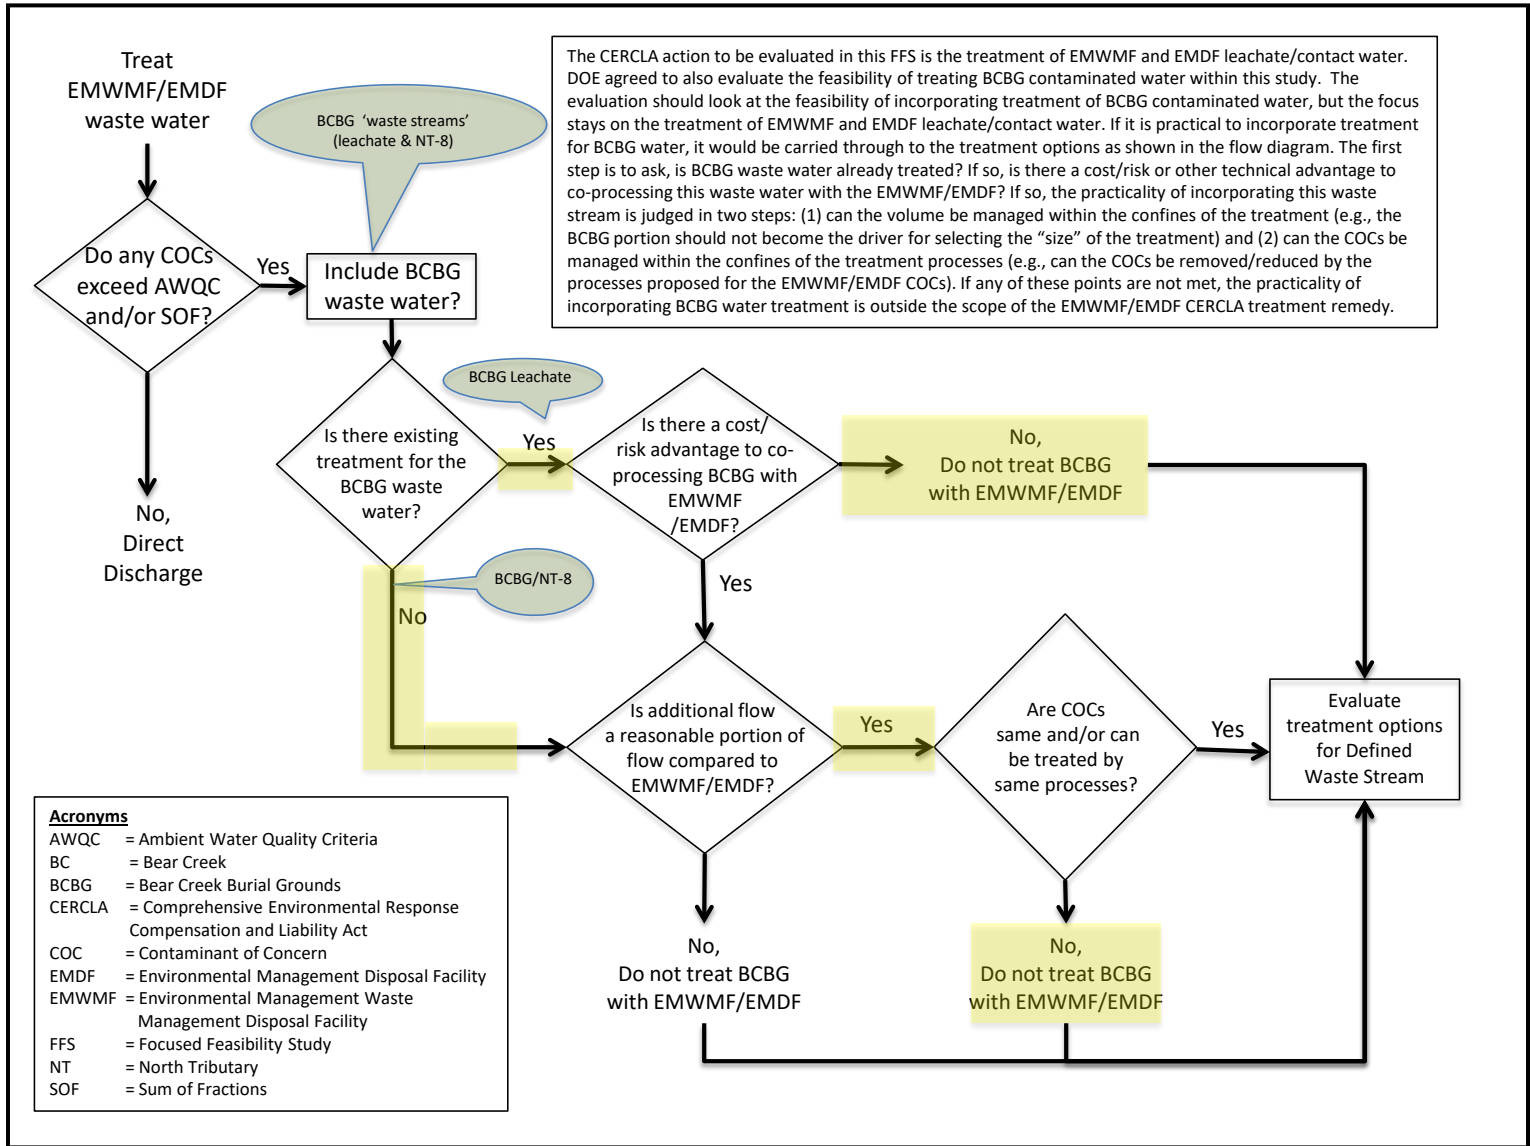 Treat
EMWMF/EMDF
waste water
BCBG ‘waste streams’
(leachate & NT-8)
The CERCLA action to be evaluated in this FFS is the treatment of EMWMF and EMDF leachate/contact water.
DOE agreed to also evaluate the feasibility of treating BCBG contaminated water within this study. The
evaluation should look at the feasibility of incorporating treatment of BCBG contaminated water, but the focus
stays on the treatment of EMWMF and EMDF leachate/contact water. If it is practical to incorporate treatment
for BCBG water, it would be carried through to the treatment options as shown in the flow diagram. The first
step is to ask, is BCBG waste water already treated? If so, is there a cost/risk or other technical advantage to
co-processing this waste water with the EMWMF/EMDF? If so, the practicality of incorporating this waste
stream is judged in two steps: (1) can the volume be managed within the confines of the treatment (e.g., the
BCBG portion should not become the driver for selecting the “size” of the treatment) and (2) can the COCs be
managed within the confines of the treatment processes (e.g., can the COCs be removed/reduced by the
processes proposed for the EMWMF/EMDF COCs). If any of these points are not met, the practicality of
incorporating BCBG water treatment is outside the scope of the EMWMF/EMDF CERCLA treatment remedy.
Do any COCs
exceed AWQC
and/or SOF?
Yes
Include BCBG
waste water?
No,
Direct
Discharge
Is there existing
treatment for the
BCBG waste
water?
BCBG Leachate
Yes
Is there a cost/
risk advantage to co-
processing BCBG with
EMWMF
/EMDF?
No,
Do not treat BCBG
with EMWMF/EMDF
BCBG/NT-8
No
Yes
Is additional flow
a reasonable portion of
flow compared to
EMWMF/EMDF?
Yes
Are COCs
same and/or can
be treated by
same processes?
Yes
Evaluate
treatment options
for Defined
Waste Stream
No,
Do not treat BCBG
with EMWMF/EMDF
No,
Do not treat BCBG
with EMWMF/EMDF
Acronyms
AWQC = Ambient Water Quality Criteria
BC = Bear Creek
BCBG = Bear Creek Burial Grounds
CERCLA = Comprehensive Environmental Response
Compensation and Liability Act
COC = Contaminant of Concern
EMDF = Environmental Management Disposal Facility
EMWMF = Environmental Management Waste
Management Disposal Facility
FFS = Focused Feasibility Study
NT = North Tributary
SOF = Sum of Fractions